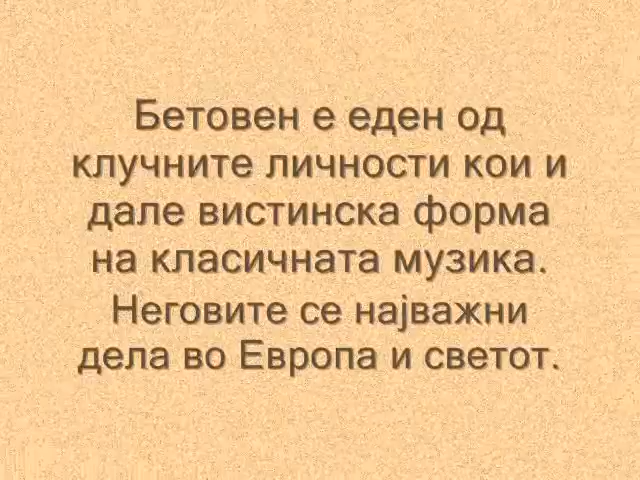 Бетовен е еден од
клучните личности кои и
дале вистинска форма
на класичната музика.
Неговите се најважни
дела во Европа и светот.